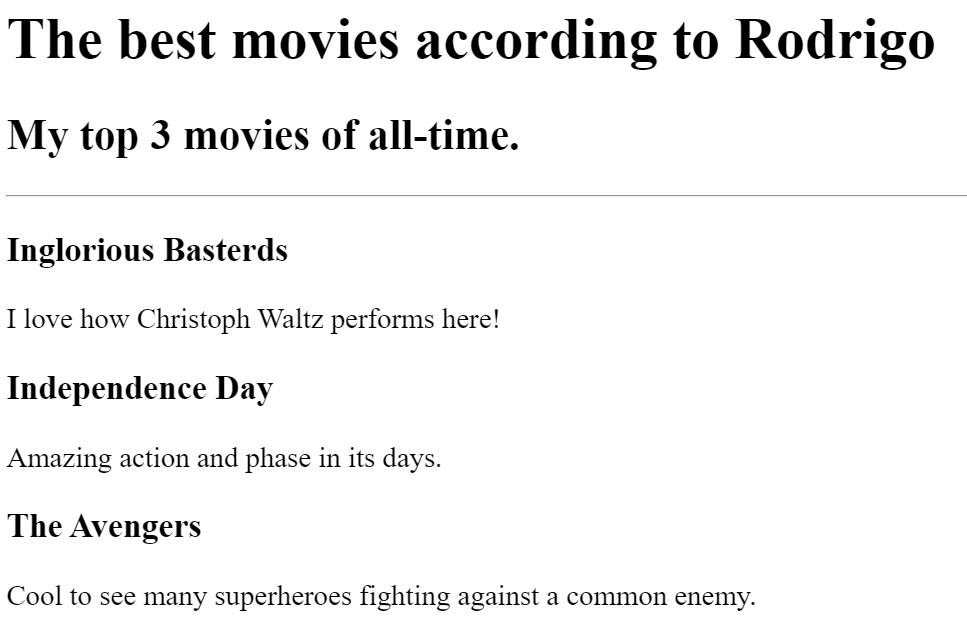 The best movies according to Rodrigo
My top 3 movies of all-time.
Inglorious Basterds
I love how Christoph Waltz performs here!
Independence Day
Amazing action and phase in its days.
The Avengers
Cool to see many superheroes fighting against a common enemy.